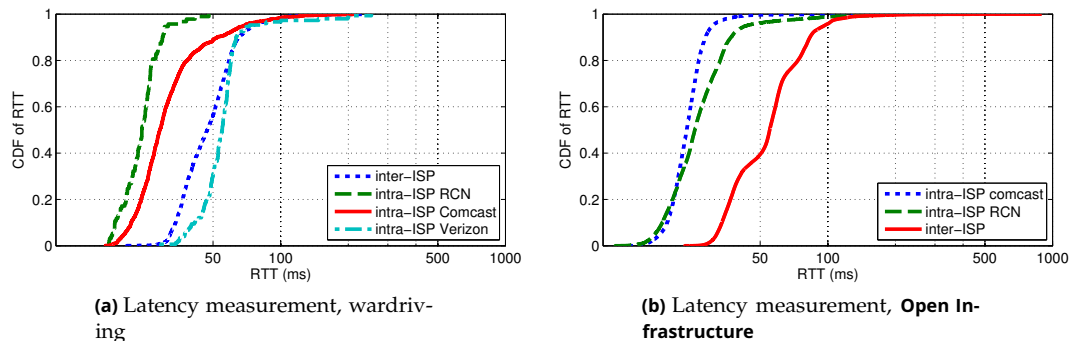 1
0.8
0.6
0.4
0.2
0
CDF of RTT
50 100 500 1000
RTT (ms)
inter−ISP
intra−ISP RCN
intra−ISP Comcast
intra−ISP Verizon
(a) Latency measurement, wardriv-
ing
1
0.8
0.6
0.4
0.2
0
CDF of RTT
50 100 500 1000
RTT (ms)
intra−ISP comcast
intra−ISP RCN
inter−ISP
(b) Latency measurement, Open In-
frastructure